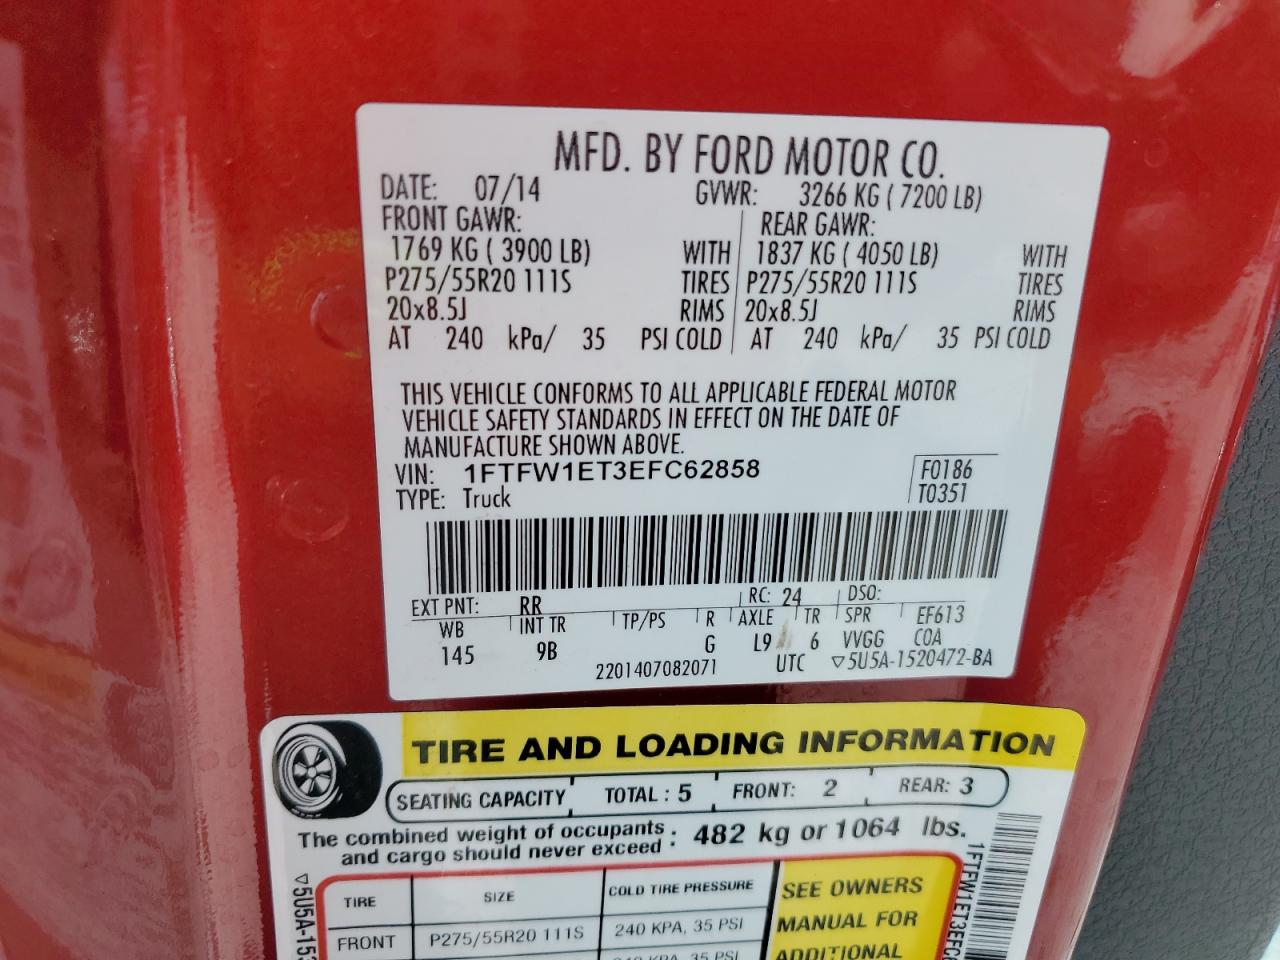 MFD. BY FORD MOTOR CO.
DATE: 07/14 GVWR: 3266 KG ( 7200 LB)
FRONT GAWR: REAR GAWR:
1769 KG ( 3900 LB) WITH 1837 KG ( 4050 LB) WITH
P275/55R20 111S TIRES P275/55R20 111S TIRES
20x8.5J RIMS 20x8.5J RIMS
AT 240 kPa/ 35 PSI COLD AT 240 kPa/ 35 PSI COLD
THIS VEHICLE CONFORMS TO ALL APPLICABLE FEDERAL MOTOR
VEHICLE SAFETY STANDARDS IN EFFECT ON THE DATE OF
MANUFACTURE SHOWN ABOVE.
VIN: 1FTFW1ET3EFC62858 F0186
TYPE: Truck T0351
EXT PNT: RR RC: 24 DSO:
WB INT TR TP/PS R AXLE TR SPR EF613
145 9B G L9 6 VVGG COA
2201407082071 UTC ▽5U5A-1520472-BA
TIRE AND LOADING INFORMATION
SEATING CAPACITY TOTAL : 5 FRONT: 2 REAR: 3
The combined weight of occupants : 482 kg or 1064 lbs.
and cargo should never exceed :
TIRE SIZE COLD TIRE PRESSURE SEE OWNERS
FRONT P275/55R20 111S 240 KPA, 35 PSI MANUAL FOR
ADDITIONAL
▽5U5A-153
1FTFW1ET3EFC6